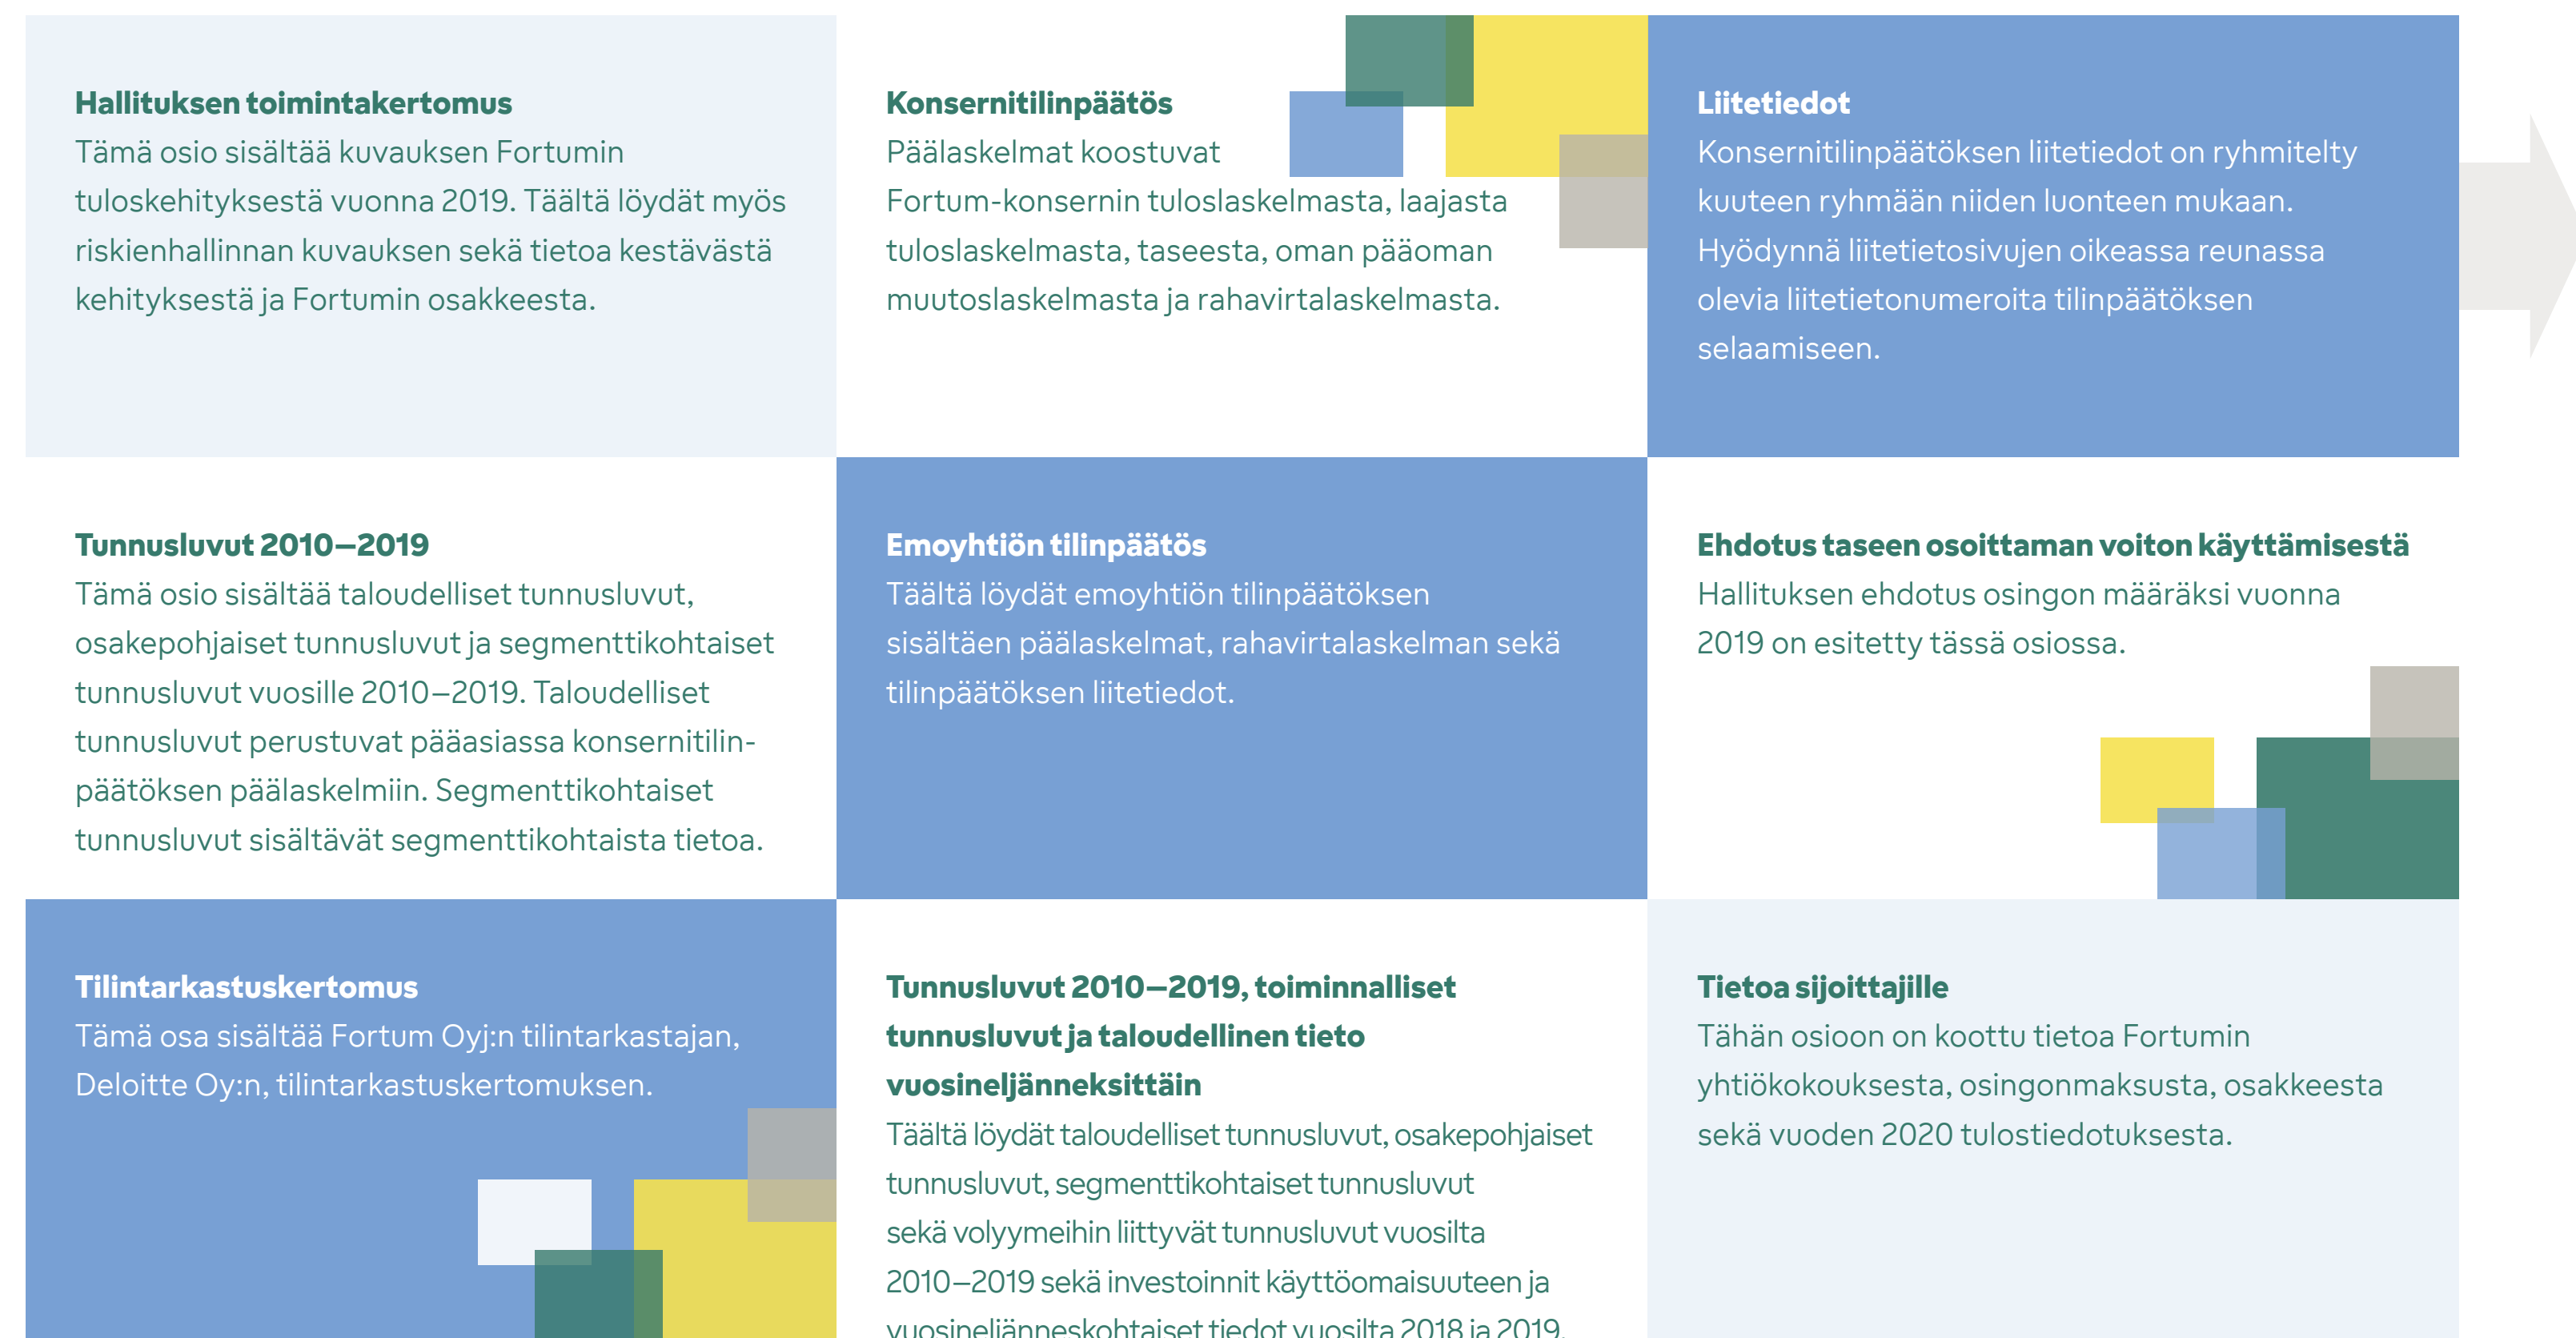 Hallituksen toimintakertomus
Tämä osio sisältää kuvauksen Fortumin
tuloskehityksestä vuonna 2019. Täältä löydät myös
riskienhallinnan kuvauksen sekä tietoa kestävästä
kehityksestä ja Fortumin osakkeesta.
Konsernitilinpäätös
Päälaskelmat koostuvat
Fortum-konsernin tuloslaskelmasta, laajasta
tuloslaskelmasta, taseesta, oman pääoman
muutoslaskelmasta ja rahavirtalaskelmasta.
Liitetiedot
Konsernitilinpäätöksen liitetiedot on ryhmitelty
kuuteen ryhmään niiden luonteen mukaan.
Hyödynnä liitetietosivujen oikeassa reunassa
olevia liitetietonumeroita tilinpäätöksen
selaamiseen.
Tunnusluvut 2010–2019
Tämä osio sisältää taloudelliset tunnusluvut,
osakepohjaiset tunnusluvut ja segmenttikohtaiset
tunnusluvut vuosille 2010–2019. Taloudelliset
tunnusluvut perustuvat pääasiassa konsernitilin-
päätöksen päälaskelmiin. Segmenttikohtaiset
tunnusluvut sisältävät segmenttikohtaista tietoa.
Emoyhtiön tilinpäätös
Täältä löydät emoyhtiön tilinpäätöksen
sisältäen päälaskelmat, rahavirtalaskelman sekä
tilinpäätöksen liitetiedot.
Ehdotus taseen osoittaman voiton käyttämisestä
Hallituksen ehdotus osingon määräksi vuonna
2019 on esitetty tässä osiossa.
Tilintarkastuskertomus
Tämä osa sisältää Fortum Oyj:n tilintarkastajan,
Deloitte Oy:n, tilintarkastuskertomuksen.
Tunnusluvut 2010–2019, toiminnalliset
tunnusluvut ja taloudellinen tieto
vuosineljänneksittäin
Täältä löydät taloudelliset tunnusluvut, osakepohjaiset
tunnusluvut, segmenttikohtaiset tunnusluvut
sekä volyymeihin liittyvät tunnusluvut vuosilta
2010–2019 sekä investoinnit käyttöomaisuuteen ja
vuosineljänneskohtaiset tiedot vuosilta 2018 ja 2019.
Tietoa sijoittajille
Tähän osioon on koottu tietoa Fortumin
yhtiökokouksesta, osingonmaksusta, osakkeesta
sekä vuoden 2020 tulostiedotuksesta.